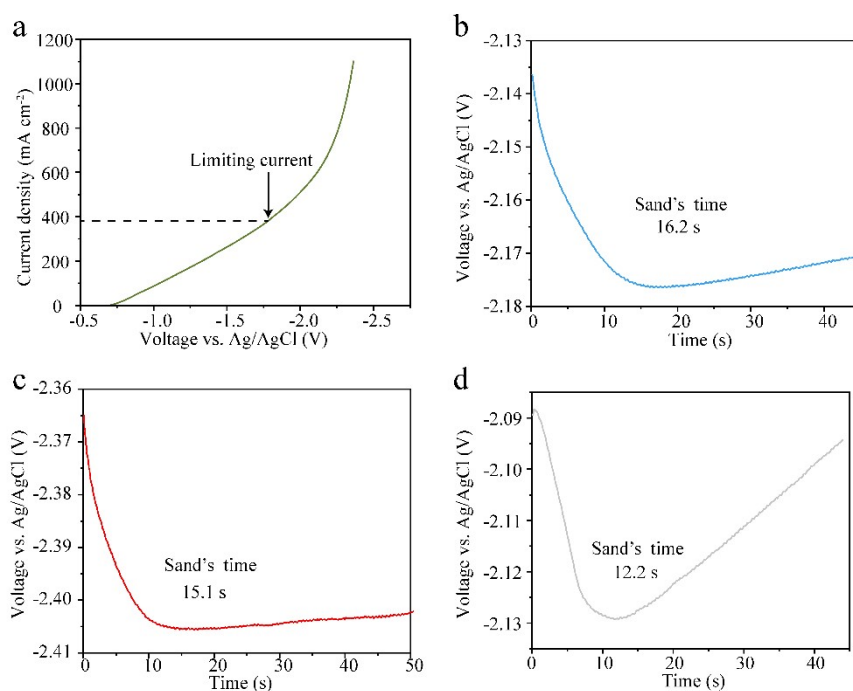 a
1200
1000
800
600
400
200
0
Current density (mA cm⁻²)
Limiting current
-0.5 -1.0 -1.5 -2.0 -2.5
Voltage vs. Ag/AgCl (V)
b
-2.13
-2.14
-2.15
-2.16
-2.17
-2.18
Voltage vs. Ag/AgCl (V)
Sand's time
16.2 s
0 10 20 30 40
Time (s)
c
-2.36
-2.37
-2.38
-2.39
-2.40
-2.41
Voltage vs. Ag/AgCl (V)
Sand's time
15.1 s
0 10 20 30 40 50
Time (s)
d
-2.09
-2.10
-2.11
-2.12
-2.13
Voltage vs. Ag/AgCl (V)
Sand's time
12.2 s
0 10 20 30 40
Time (s)